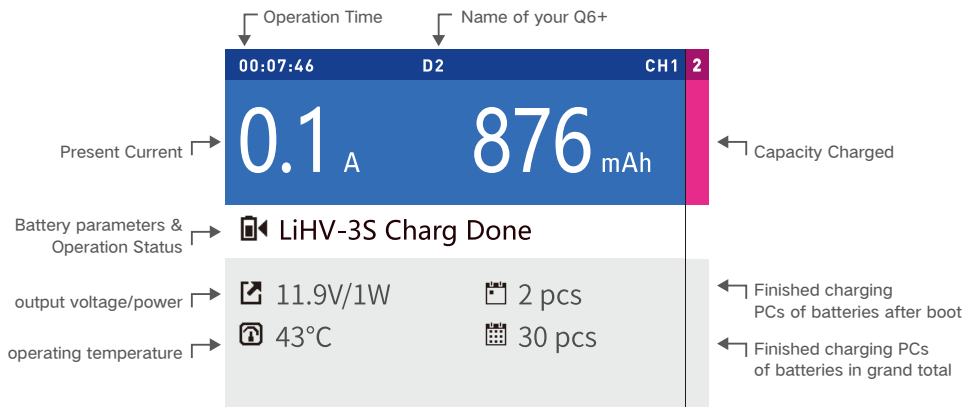 Operation Time
Name of your Q6+
00:07:46 D2 CH1 2
Present Current
0.1 A 876 mAh
Capacity Charged
Battery parameters &
Operation Status
LiHV-3S Charg Done
output voltage/power
11.9V/1W
2 pcs
Finished charging
PCs of batteries after boot
operating temperature
43°C
30 pcs
Finished charging PCs
of batteries in grand total